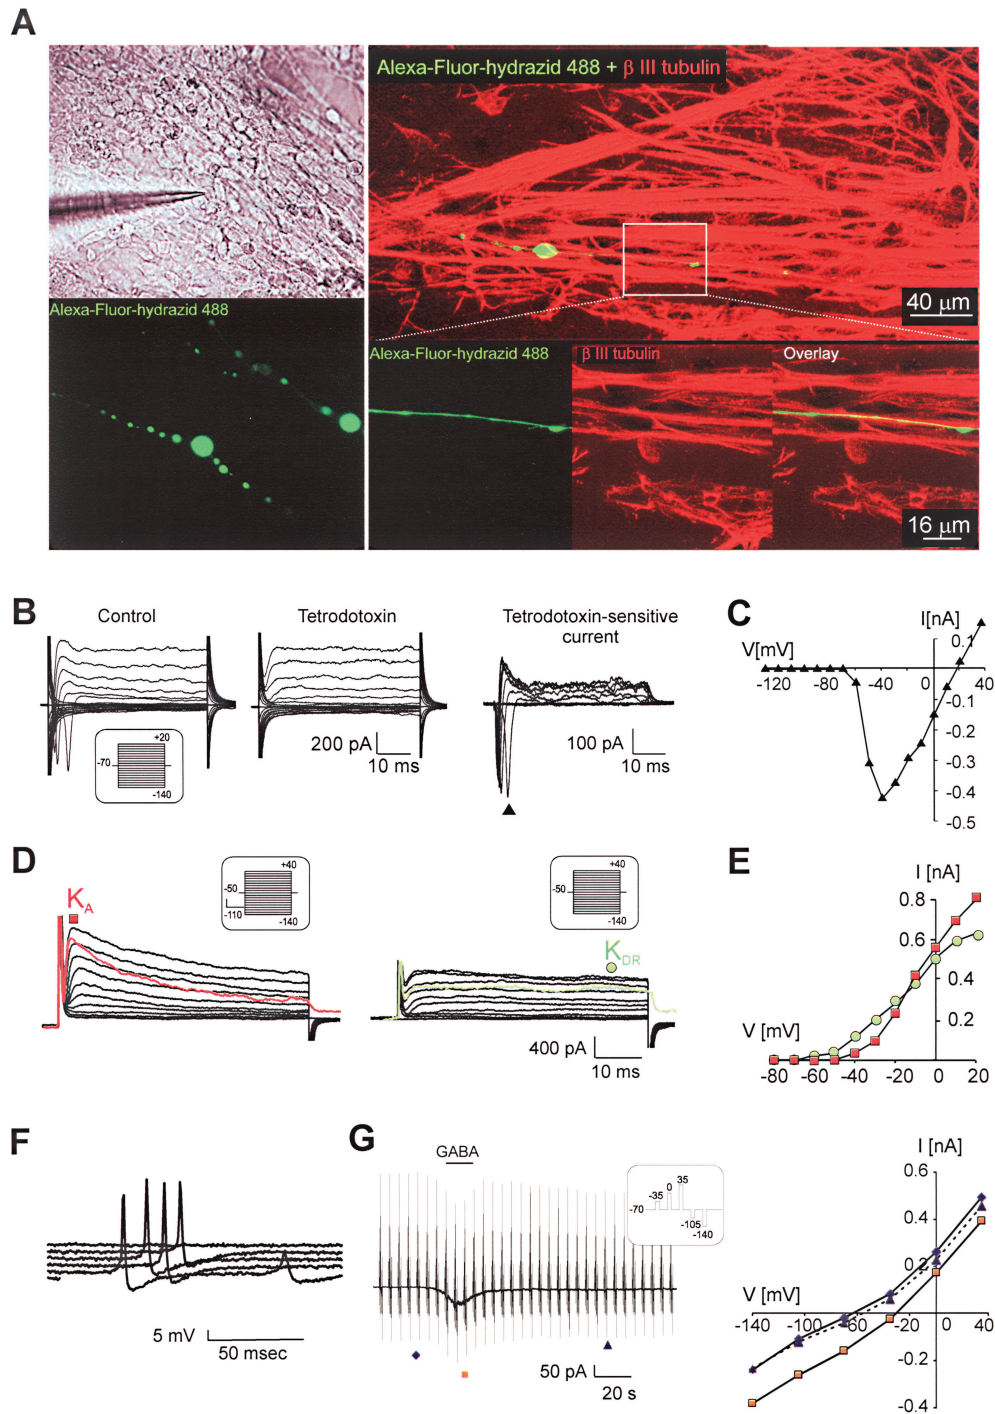 A
Alexa-Fluor-hydrazid 488 + β III tubulin
40 μm
Alexa-Fluor-hydrazid 488
Alexa-Fluor-hydrazid 488
β III tubulin
Overlay
16 μm
B
Control
Tetrodotoxin
Tetrodotoxin-sensitive
current
+20
-70
-140
200 pA
10 ms
100 pA
10 ms
C
I[nA]
V[mV]
0.1
-120 -80 -40 0 40
-0.1
-0.2
-0.3
-0.4
-0.5
D
KA
+40
-50
-110
-140
+40
-50
-140
KDR
400 pA
10 ms
E
I [nA]
0.8
0.6
0.4
0.2
V [mV]
-80 -60 -40 -20 0 20
F
5 mV
50 msec
G
GABA
35
0
-35
-70
-105
-140
50 pA
20 s
I [nA]
0.6
0.4
0.2
V [mV]
-140 -100 -60 -20 0 40
-0.2
-0.4